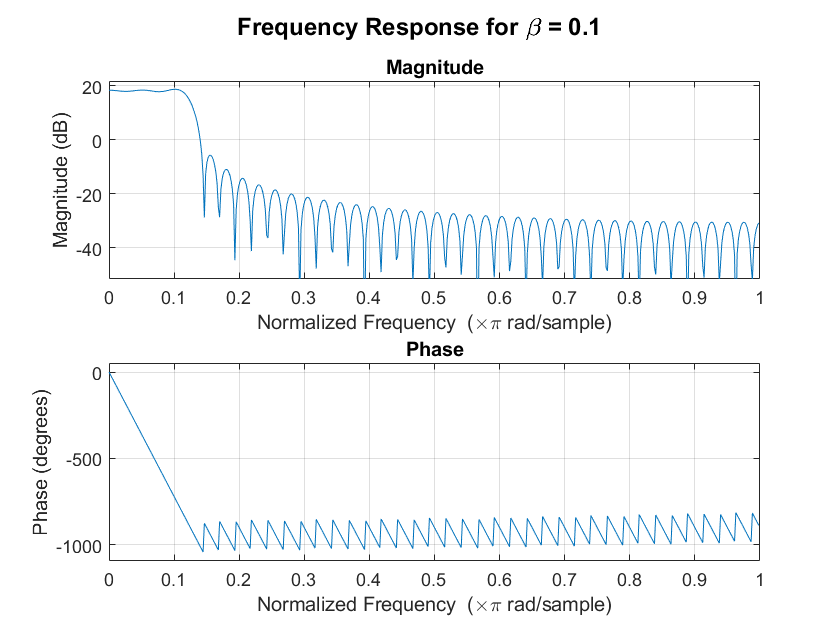 Frequency Response for β = 0.1
Magnitude
Magnitude (dB)
20
0
-20
-40
0 0.1 0.2 0.3 0.4 0.5 0.6 0.7 0.8 0.9 1
Normalized Frequency (×π rad/sample)
Phase
Phase (degrees)
0
-500
-1000
0 0.1 0.2 0.3 0.4 0.5 0.6 0.7 0.8 0.9 1
Normalized Frequency (×π rad/sample)